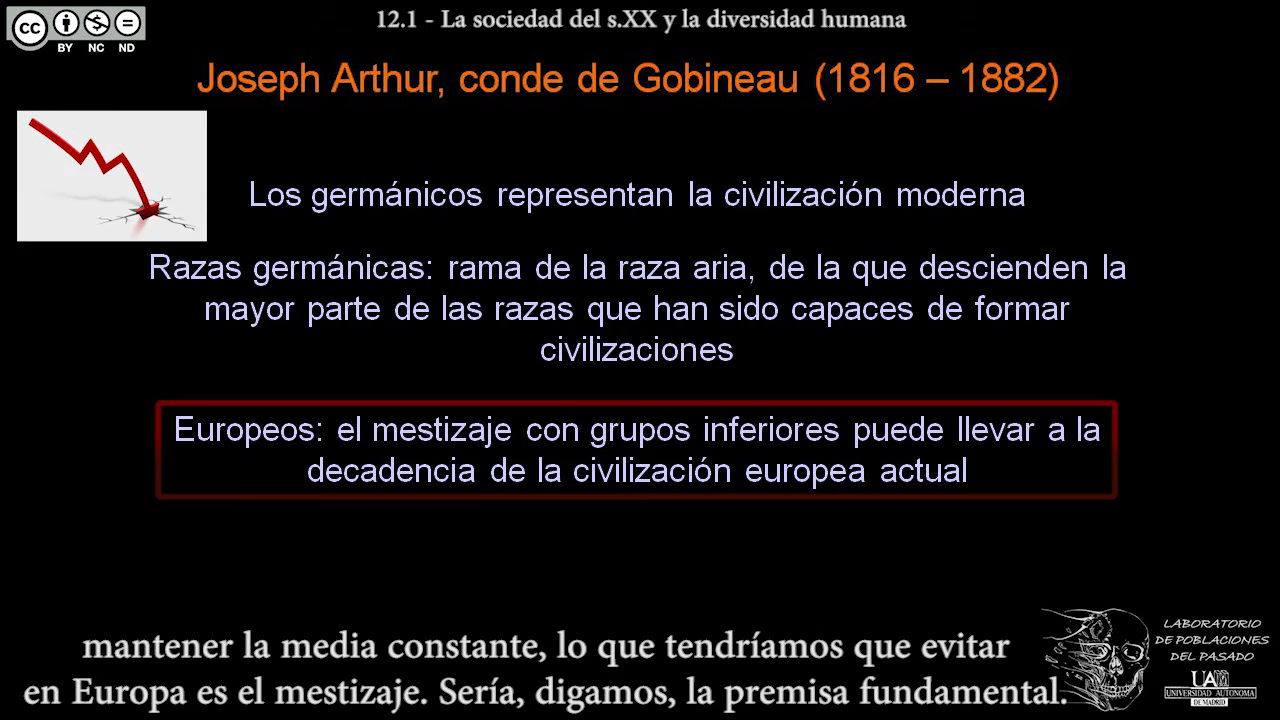 12.1 - La sociedad del s.XX y la diversidad humana
cc
BY NC ND
Joseph Arthur, conde de Gobineau (1816 – 1882)
Los germánicos representan la civilización moderna
Razas germánicas: rama de la raza aria, de la que descienden la
mayor parte de las razas que han sido capaces de formar
civilizaciones
Europeos: el mestizaje con grupos inferiores puede llevar a la
decadencia de la civilización europea actual
mantener la media constante, lo que tendríamos que evitar
en Europa es el mestizaje. Sería, digamos, la premisa fundamental.
LABORATORIO
DE POBLACIONES
DEL PASADO
UAM
UNIVERSIDAD AUTONOMA
DE MADRID